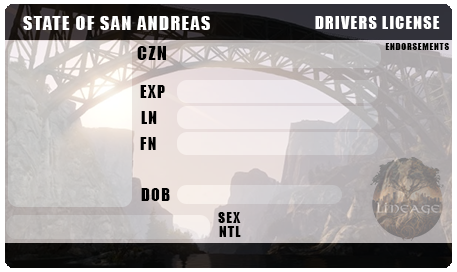 STATE OF SAN ANDREAS
DRIVERS LICENSE
ENDORSEMENTS
CZN
EXP
LN
FN
DOB
SEX
NTL
LINEAGE